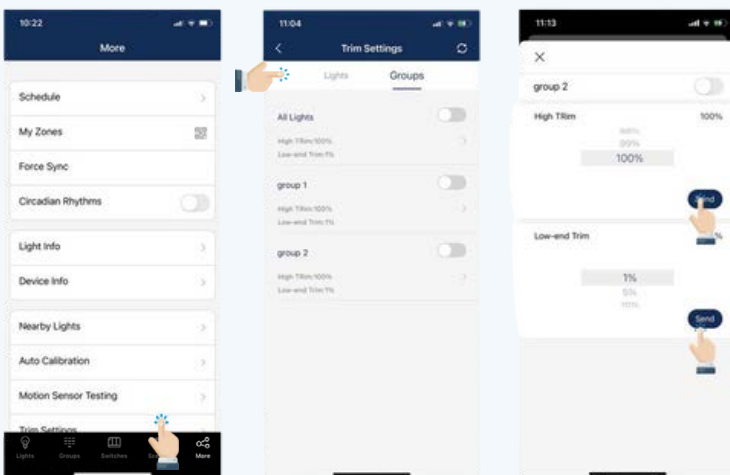 10:22
More
Schedule
My Zones
Force Sync
Circadian Rhythms
Light Info
Device Info
Nearby Lights
Auto Calibration
Motion Sensor Testing
Trim Settings
Lights
Groups
Switches
More
11:04
Trim Settings
Lights
Groups
All Lights
High TRim:100%
Low-end Trim:1%
group 1
High TRim:100%
Low-end Trim:1%
group 2
High TRim:100%
Low-end Trim:1%
11:13
group 2
High TRim 100%
98%
99%
100%
Send
Low-end Trim
1%
Send